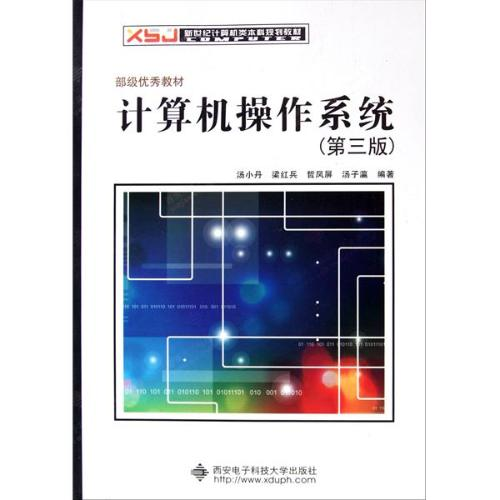 XSJ 新世纪计算机类本科规划教材
COMPUTER
部级优秀教材
计算机操作系统
(第三版)
汤小丹 梁红兵 哲凤屏 汤子瀛 编著
西安电子科技大学出版社
http://www.xduph.com